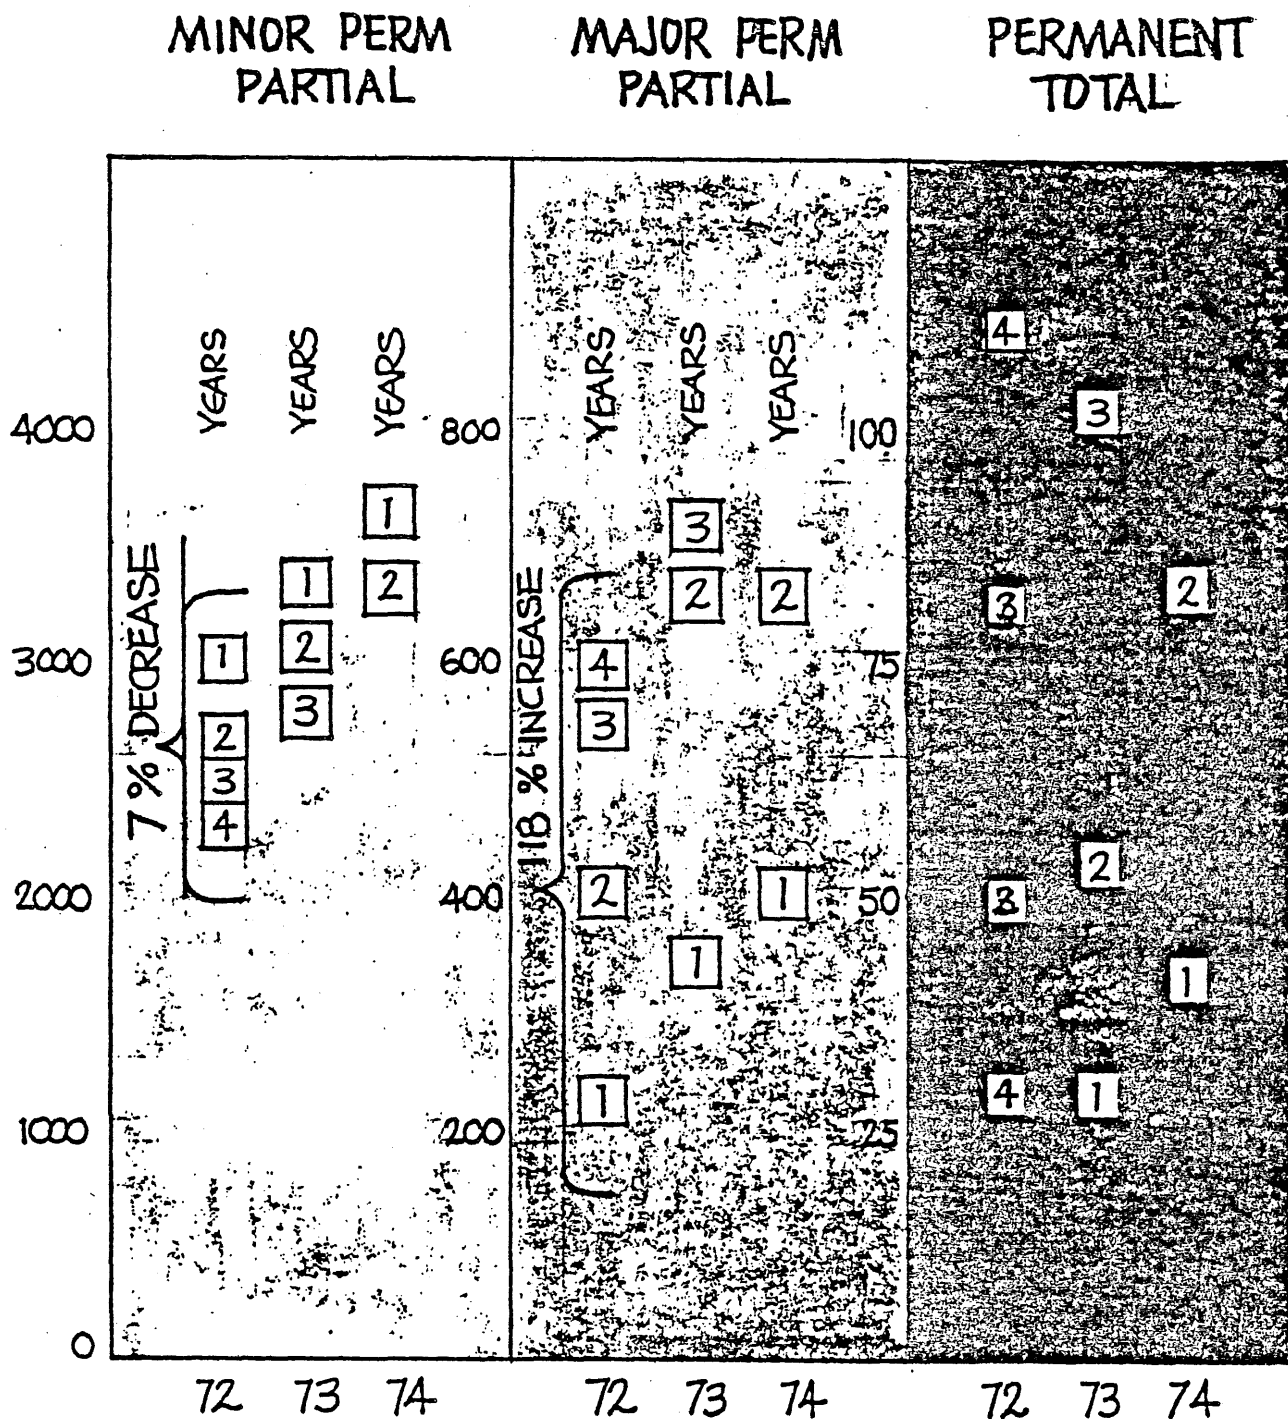 MINOR PERM
PARTIAL
MAJOR PERM
PARTIAL
PERMANENT
TOTAL
YEARS
YEARS
YEARS
YEARS
YEARS
YEARS
4000
800
100
4
3
1
2
1
2
3
7 % DECREASE
1
2
3
4
3000
3
2
2
4
3
118 % INCREASE
600
75
3
2
2000
400
2
1
50
3
2
1
1
1
4
1
1000
200
25
0
72 73 74
72 73 74
72 73 74